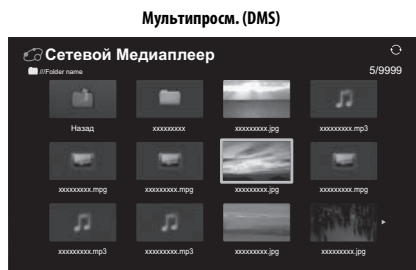 Мультипросм. (DMS)
Сетевой Медиаплеер
///Folder name 5/9999
Назад xxxxxxxxx xxxxxxxxx.jpg xxxxxxxxx.mp3
xxxxxxxxx.mpg xxxxxxxxx.mpg xxxxxxxxx.jpg xxxxxxxxx.mpg
xxxxxxxxx.mp3 xxxxxxxxx.mp3 xxxxxxxxx.jpg xxxxxxxxx.jpg